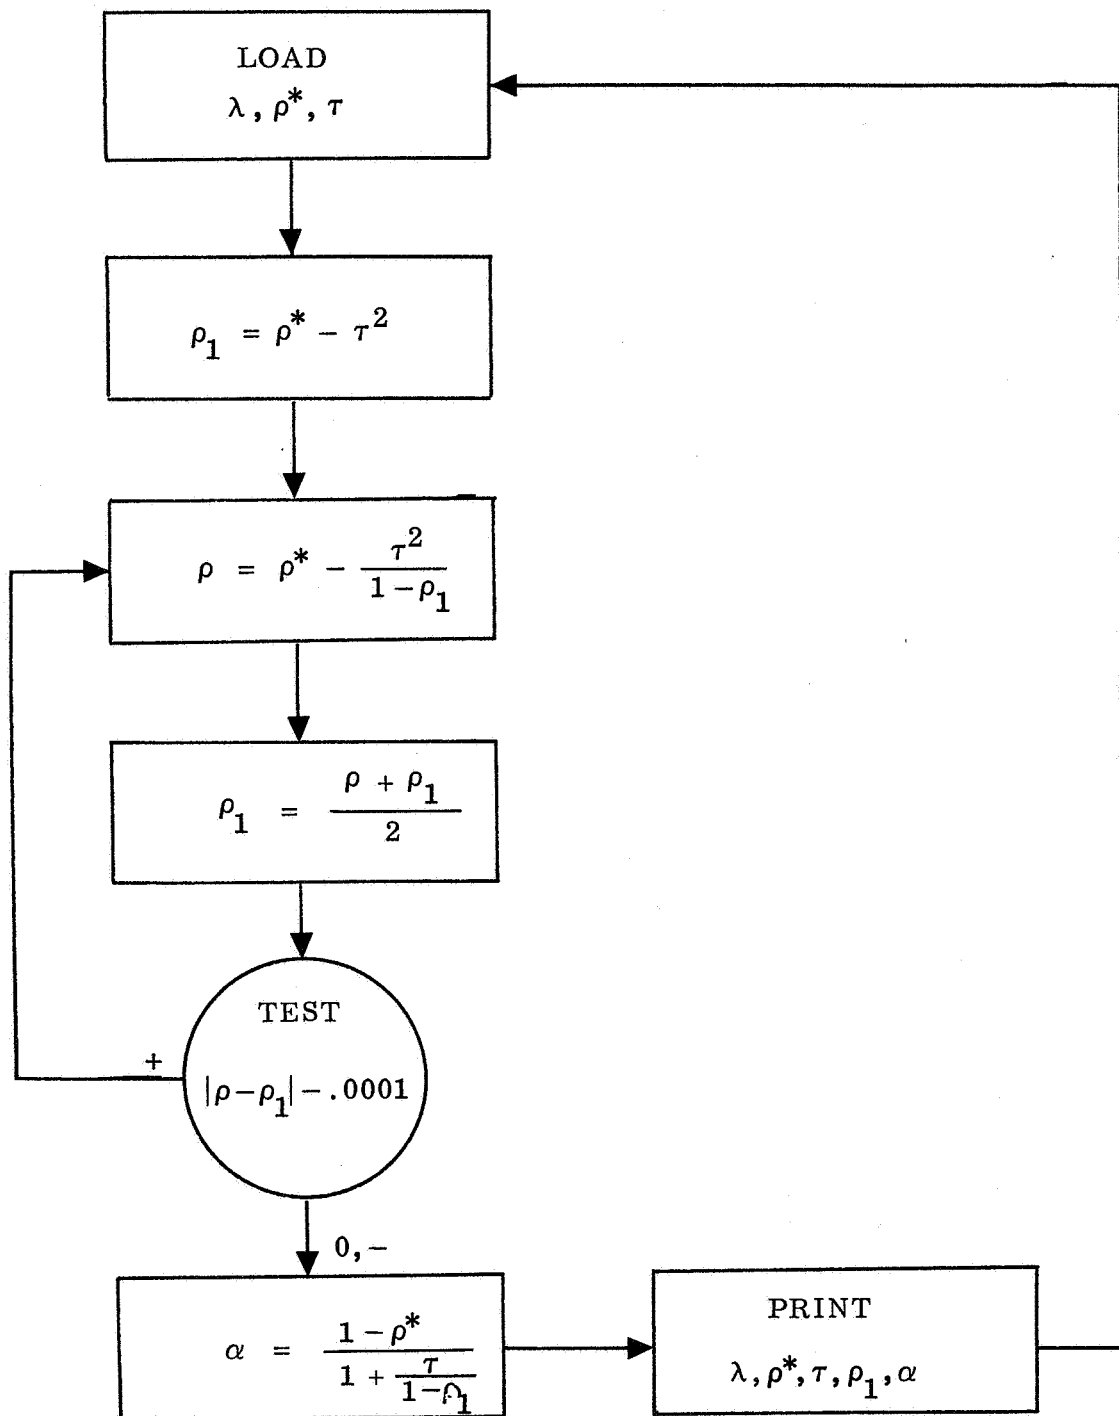 LOAD
λ, ρ*, τ
ρ₁ = ρ* − τ²
ρ = ρ* − τ² / (1 − ρ₁)
ρ₁ = (ρ + ρ₁) / 2
TEST
+
|ρ−ρ₁| − .0001
0, −
α = (1 − ρ*) / (1 + τ / (1−ρ₁))
PRINT
λ, ρ*, τ, ρ₁, α